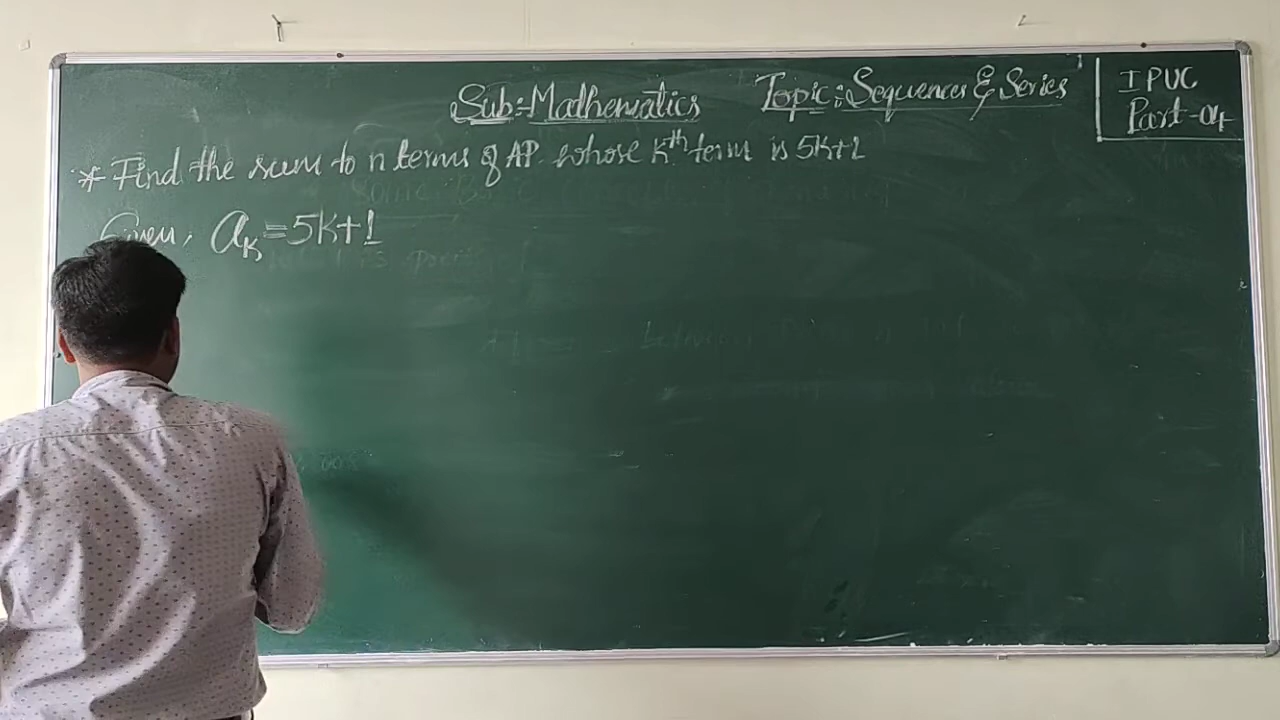 Sub:- Mathematics Topic: Sequences & Series
I PUC
Part-04
* Find the sum to n terms of AP whose kth term is 5k+1
Given, ak=5k+1